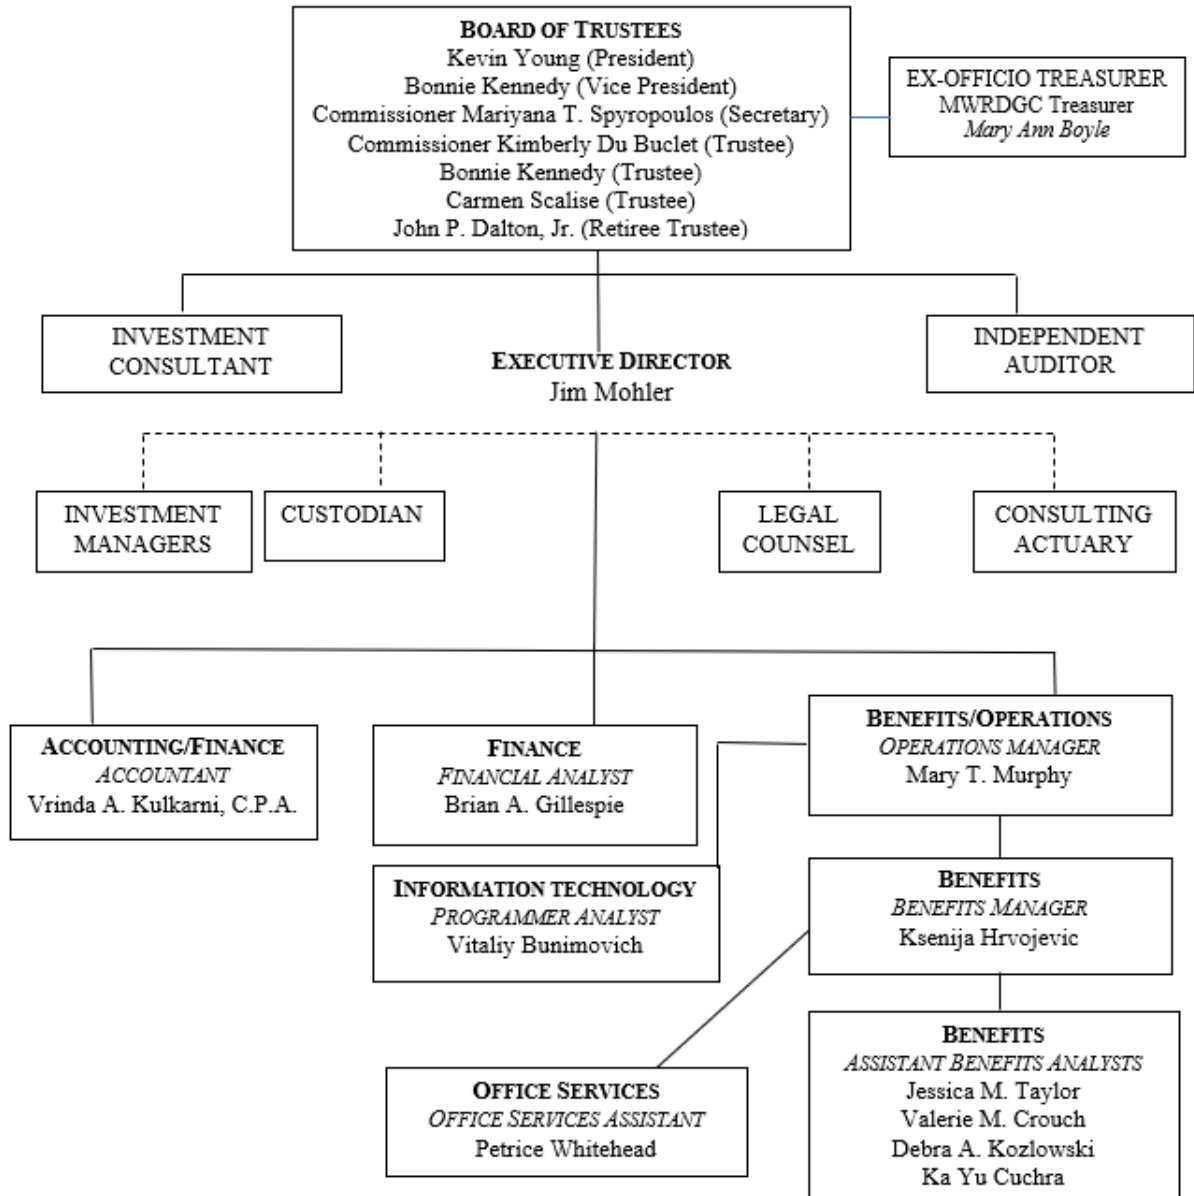 BOARD OF TRUSTEES
Kevin Young (President)
Bonnie Kennedy (Vice President)
Commissioner Mariyana T. Spyropoulos (Secretary)
Commissioner Kimberly Du Buclet (Trustee)
Bonnie Kennedy (Trustee)
Carmen Scalise (Trustee)
John P. Dalton, Jr. (Retiree Trustee)
EX-OFFICIO TREASURER
MWRDGC Treasurer
Mary Ann Boyle
INVESTMENT
CONSULTANT
EXECUTIVE DIRECTOR
Jim Mohler
INDEPENDENT
AUDITOR
INVESTMENT
MANAGERS
CUSTODIAN
LEGAL
COUNSEL
CONSULTING
ACTUARY
ACCOUNTING/FINANCE
ACCOUNTANT
Vrinda A. Kulkarni, C.P.A.
FINANCE
FINANCIAL ANALYST
Brian A. Gillespie
BENEFITS/OPERATIONS
OPERATIONS MANAGER
Mary T. Murphy
INFORMATION TECHNOLOGY
PROGRAMMER ANALYST
Vitaliy Bunimovich
BENEFITS
BENEFITS MANAGER
Ksenija Hrvojevic
OFFICE SERVICES
OFFICE SERVICES ASSISTANT
Petrice Whitehead
BENEFITS
ASSISTANT BENEFITS ANALYSTS
Jessica M. Taylor
Valerie M. Crouch
Debra A. Kozlowski
Ka Yu Cuchra